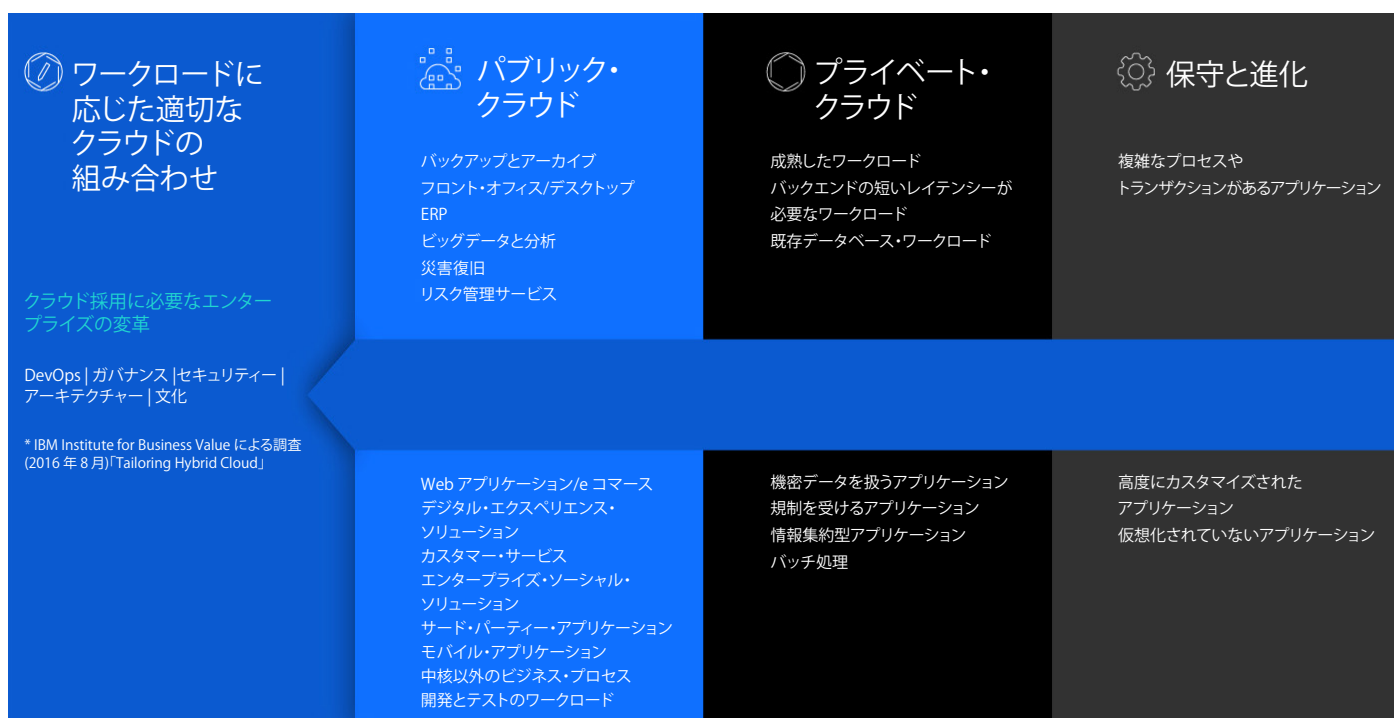 ワークロードに
応じた適切な
クラウドの
組み合わせ
クラウド採用に必要なエンター
プライズの変革
DevOps | ガバナンス |セキュリティー |
アーキテクチャー | 文化
* IBM Institute for Business Value による調査
(2016 年 8 月)「Tailoring Hybrid Cloud」
パブリック・
クラウド
バックアップとアーカイブ
フロント・オフィス/デスクトップ
ERP
ビッグデータと分析
災害復旧
リスク管理サービス
Web アプリケーション/e コマース
デジタル・エクスペリエンス・
ソリューション
カスタマー・サービス
エンタープライズ・ソーシャル・
ソリューション
サード・パーティー・アプリケーション
モバイル・アプリケーション
中核以外のビジネス・プロセス
開発とテストのワークロード
プライベート・
クラウド
成熟したワークロード
バックエンドの短いレイテンシーが
必要なワークロード
既存データベース・ワークロード
機密データを扱うアプリケーション
規制を受けるアプリケーション
情報集約型アプリケーション
バッチ処理
保守と進化
複雑なプロセスや
トランザクションがあるアプリケーション
高度にカスタマイズされた
アプリケーション
仮想化されていないアプリケーション